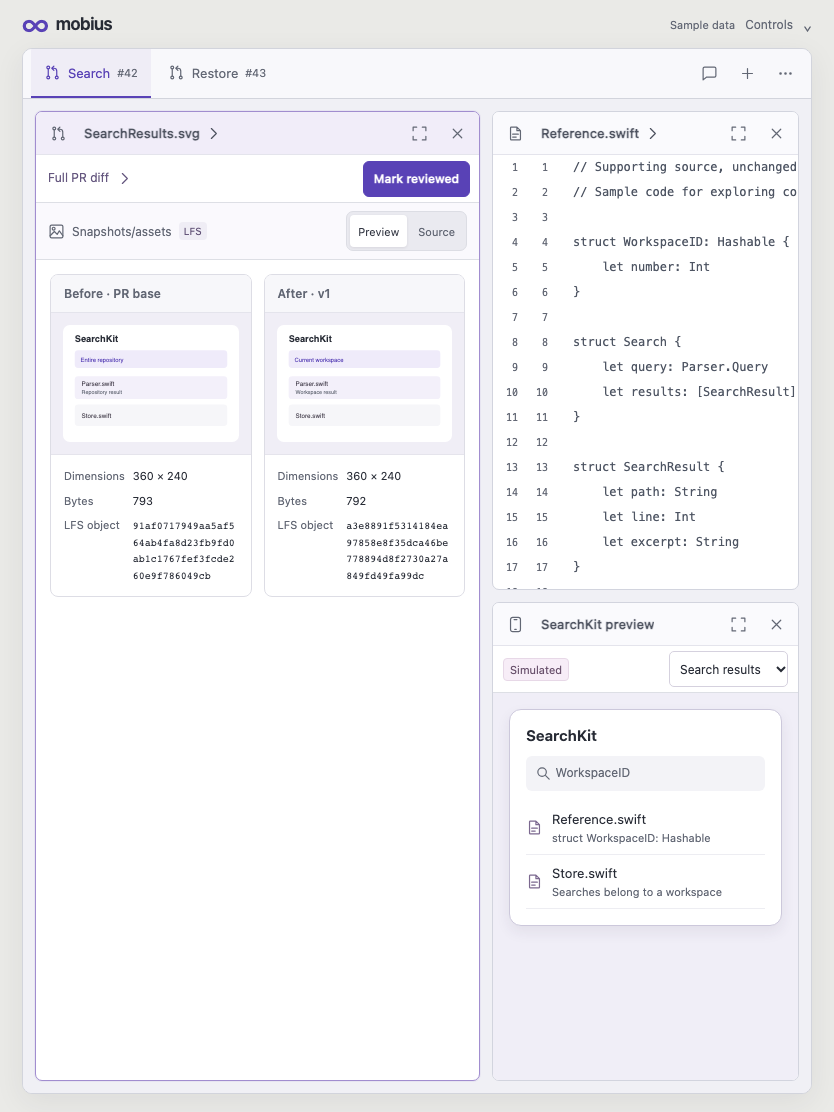 mobius
Sample data Controls
Search #42
Restore #43
SearchResults.svg
Full PR diff
Mark reviewed
Snapshots/assets LFS
Preview Source
Before · PR base
SearchKit
Entire repository
Parser.swift
Repository result
Store.swift
Dimensions 360 × 240
Bytes 793
LFS object 91af0717949aa5af5
64ab4fa8d23fb9fd0
ab1c1767fef3fcde2
60e9f786049cb
After · v1
SearchKit
Current workspace
Parser.swift
Workspace result
Store.swift
Dimensions 360 × 240
Bytes 792
LFS object a3e8891f5314184ea
97858e8f35dca46be
778894d8f2730a27a
849fd49fa99dc
Reference.swift
1 1 // Supporting source, unchanged
2 2 // Sample code for exploring co
3 3
4 4 struct WorkspaceID: Hashable {
5 5 let number: Int
6 6 }
7 7
8 8 struct Search {
9 9 let query: Parser.Query
10 10 let results: [SearchResult]
11 11 }
12 12
13 13 struct SearchResult {
14 14 let path: String
15 15 let line: Int
16 16 let excerpt: String
17 17 }
SearchKit preview
Simulated
Search results
SearchKit
WorkspaceID
Reference.swift
struct WorkspaceID: Hashable
Store.swift
Searches belong to a workspace